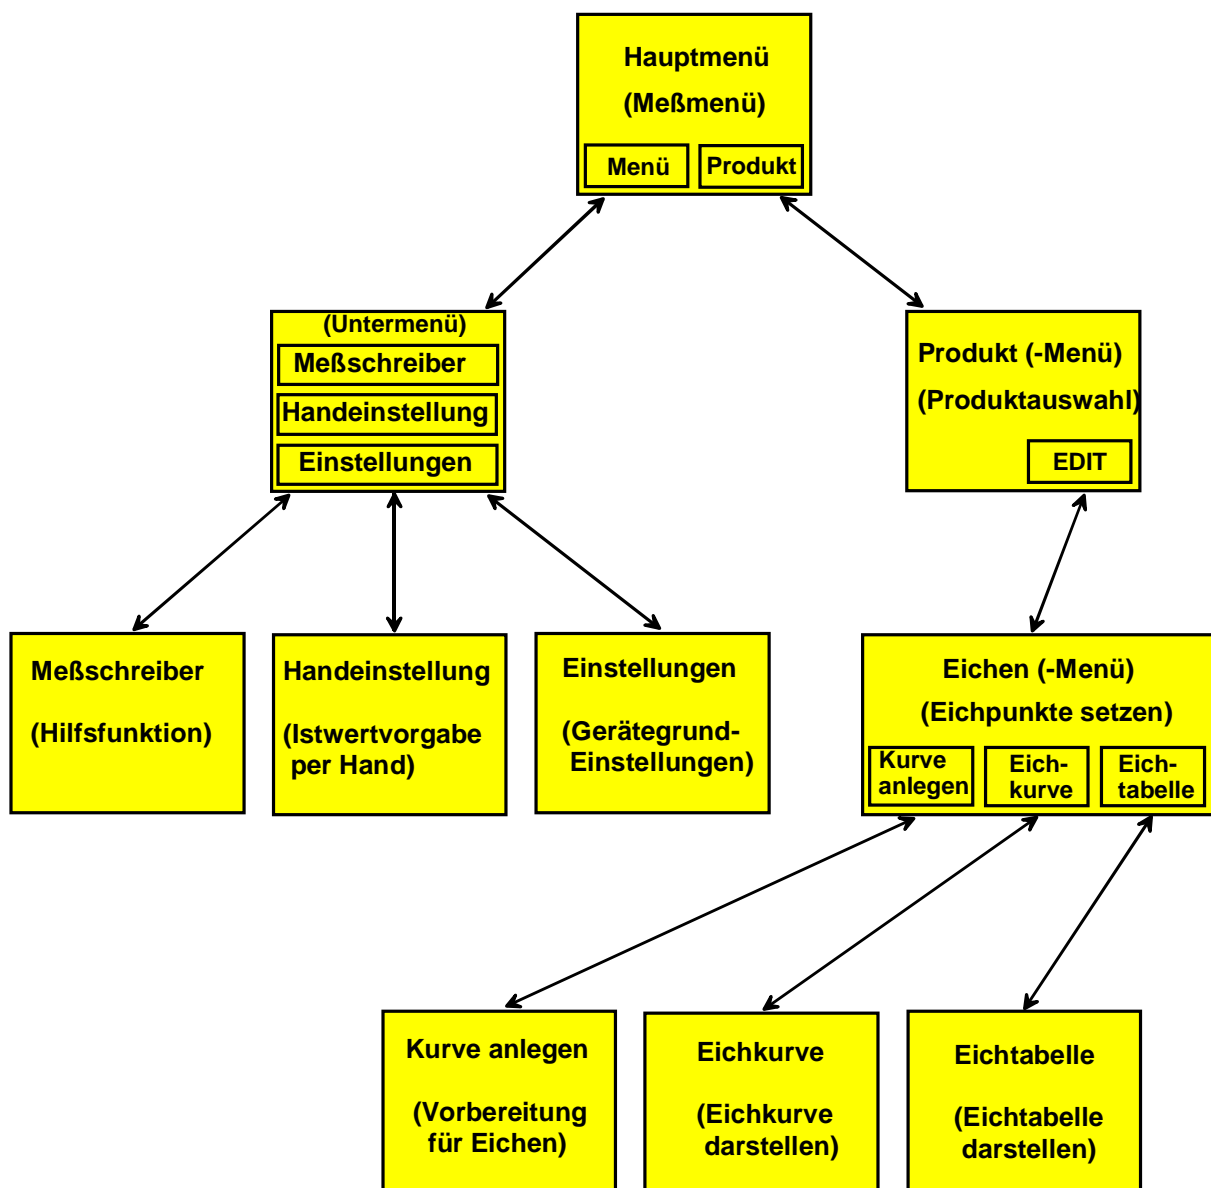 Hauptmenü
(Meßmenü)
Menü
Produkt
(Untermenü)
Meßschreiber
Handeinstellung
Einstellungen
Produkt (-Menü)
(Produktauswahl)
EDIT
Meßschreiber
(Hilfsfunktion)
Handeinstellung
(Istwertvorgabe
per Hand)
Einstellungen
(Gerätegrund-
Einstellungen)
Eichen (-Menü)
(Eichpunkte setzen)
Kurve
anlegen
Eich-
kurve
Eich-
tabelle
Kurve anlegen
(Vorbereitung
für Eichen)
Eichkurve
(Eichkurve
darstellen)
Eichtabelle
(Eichtabelle
darstellen)